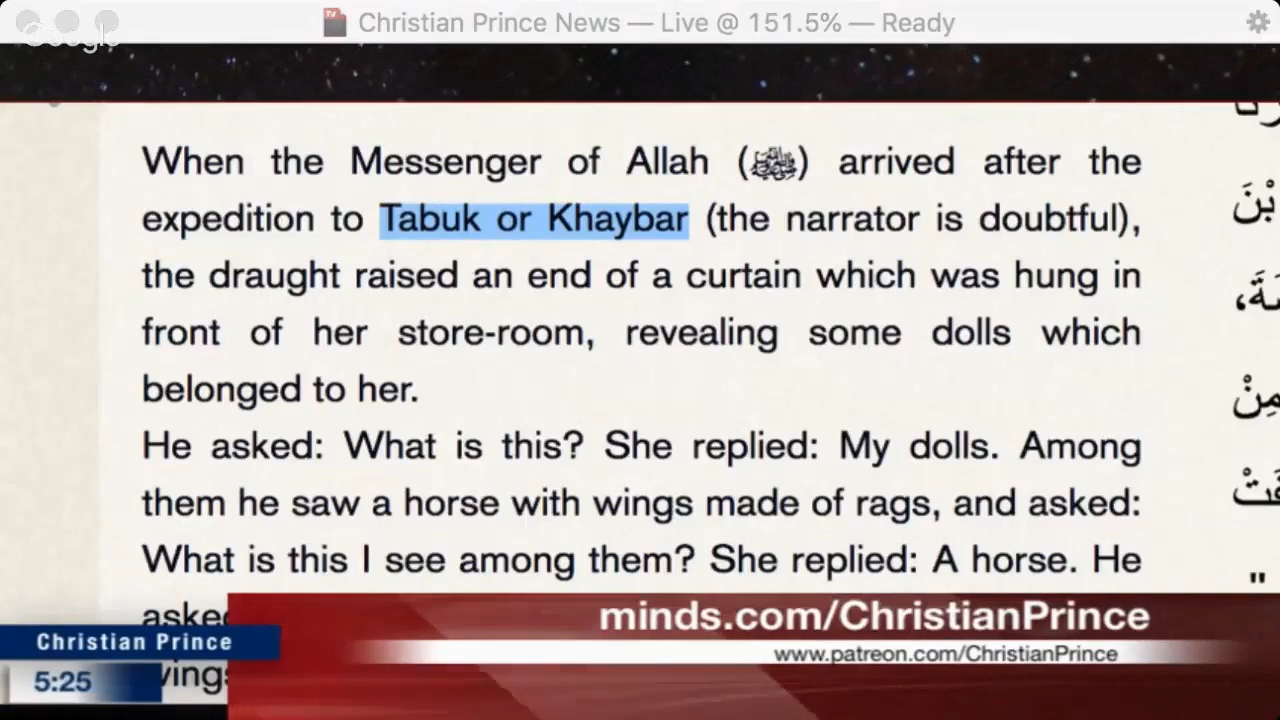 Christian Prince News — Live @ 151.5% — Ready
Google
When the Messenger of Allah (ﷺ) arrived after the
expedition to Tabuk or Khaybar (the narrator is doubtful),
the draught raised an end of a curtain which was hung in
front of her store-room, revealing some dolls which
belonged to her.
He asked: What is this? She replied: My dolls. Among
them he saw a horse with wings made of rags, and asked:
What is this I see among them? She replied: A horse. He
asked
wings
بْنَ
مِنْ
"
minds.com/ChristianPrince
www.patreon.com/ChristianPrince
Christian Prince
5:25